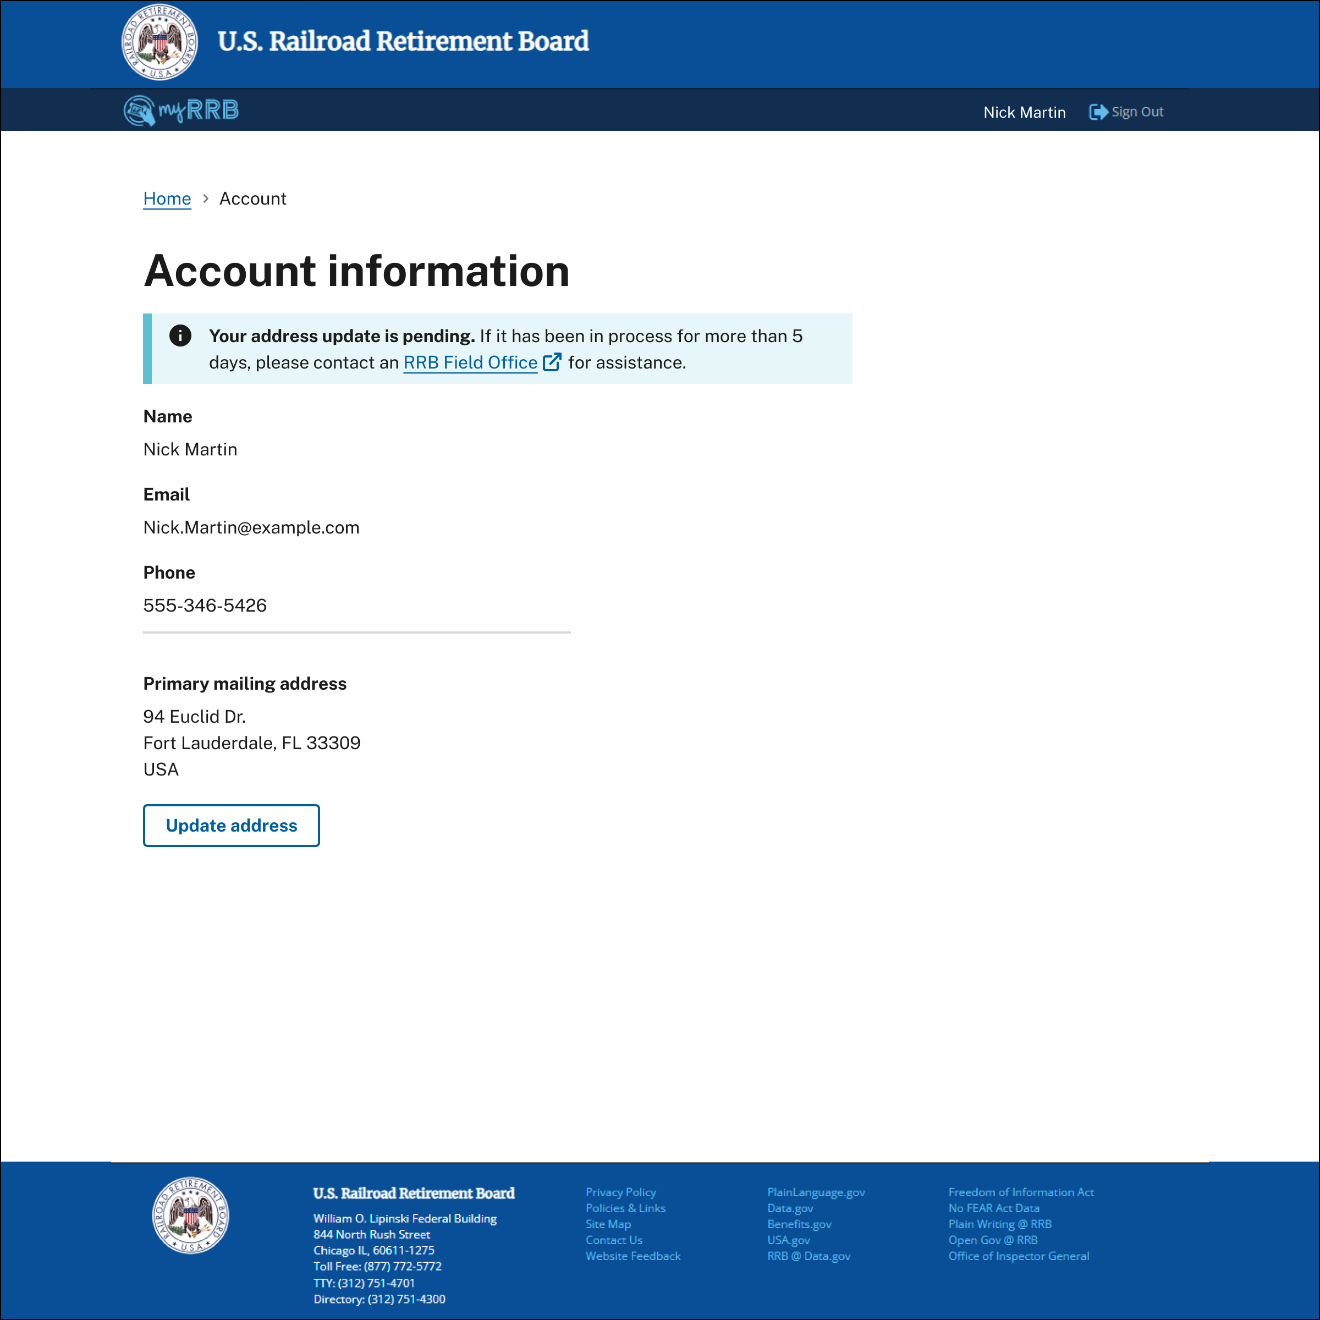 RAILROAD RETIREMENT BOARD
U.S.A.
U.S. Railroad Retirement Board
myRRB
Nick Martin
Sign Out
Home > Account
Account information
Your address update is pending. If it has been in process for more than 5
days, please contact an RRB Field Office for assistance.
Name
Nick Martin
Email
Nick.Martin@example.com
Phone
555-346-5426
Primary mailing address
94 Euclid Dr.
Fort Lauderdale, FL 33309
USA
Update address
RAILROAD RETIREMENT BOARD
U.S.A.
U.S. Railroad Retirement Board
William O. Lipinski Federal Building
844 North Rush Street
Chicago IL, 60611-1275
Toll Free: (877) 772-5772
TTY: (312) 751-4701
Directory: (312) 751-4300
Privacy Policy
Policies & Links
Site Map
Contact Us
Website Feedback
PlainLanguage.gov
Data.gov
Benefits.gov
USA.gov
RRB @ Data.gov
Freedom of Information Act
No FEAR Act Data
Plain Writing @ RRB
Open Gov @ RRB
Office of Inspector General